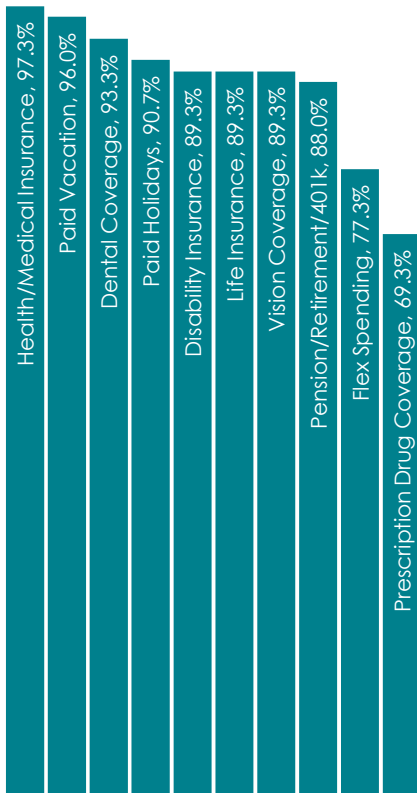 Health/Medical Insurance, 97.3%
Paid Vacation, 96.0%
Dental Coverage, 93.3%
Paid Holidays, 90.7%
Disability Insurance, 89.3%
Life Insurance, 89.3%
Vision Coverage, 89.3%
Pension/Retirement/401k, 88.0%
Flex Spending, 77.3%
Prescription Drug Coverage, 69.3%